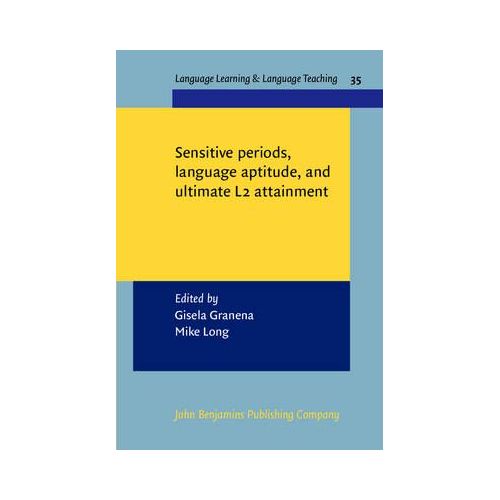 Language Learning & Language Teaching 35
Sensitive periods,
language aptitude, and
ultimate L2 attainment
Edited by
Gisela Granena
Mike Long
John Benjamins Publishing Company